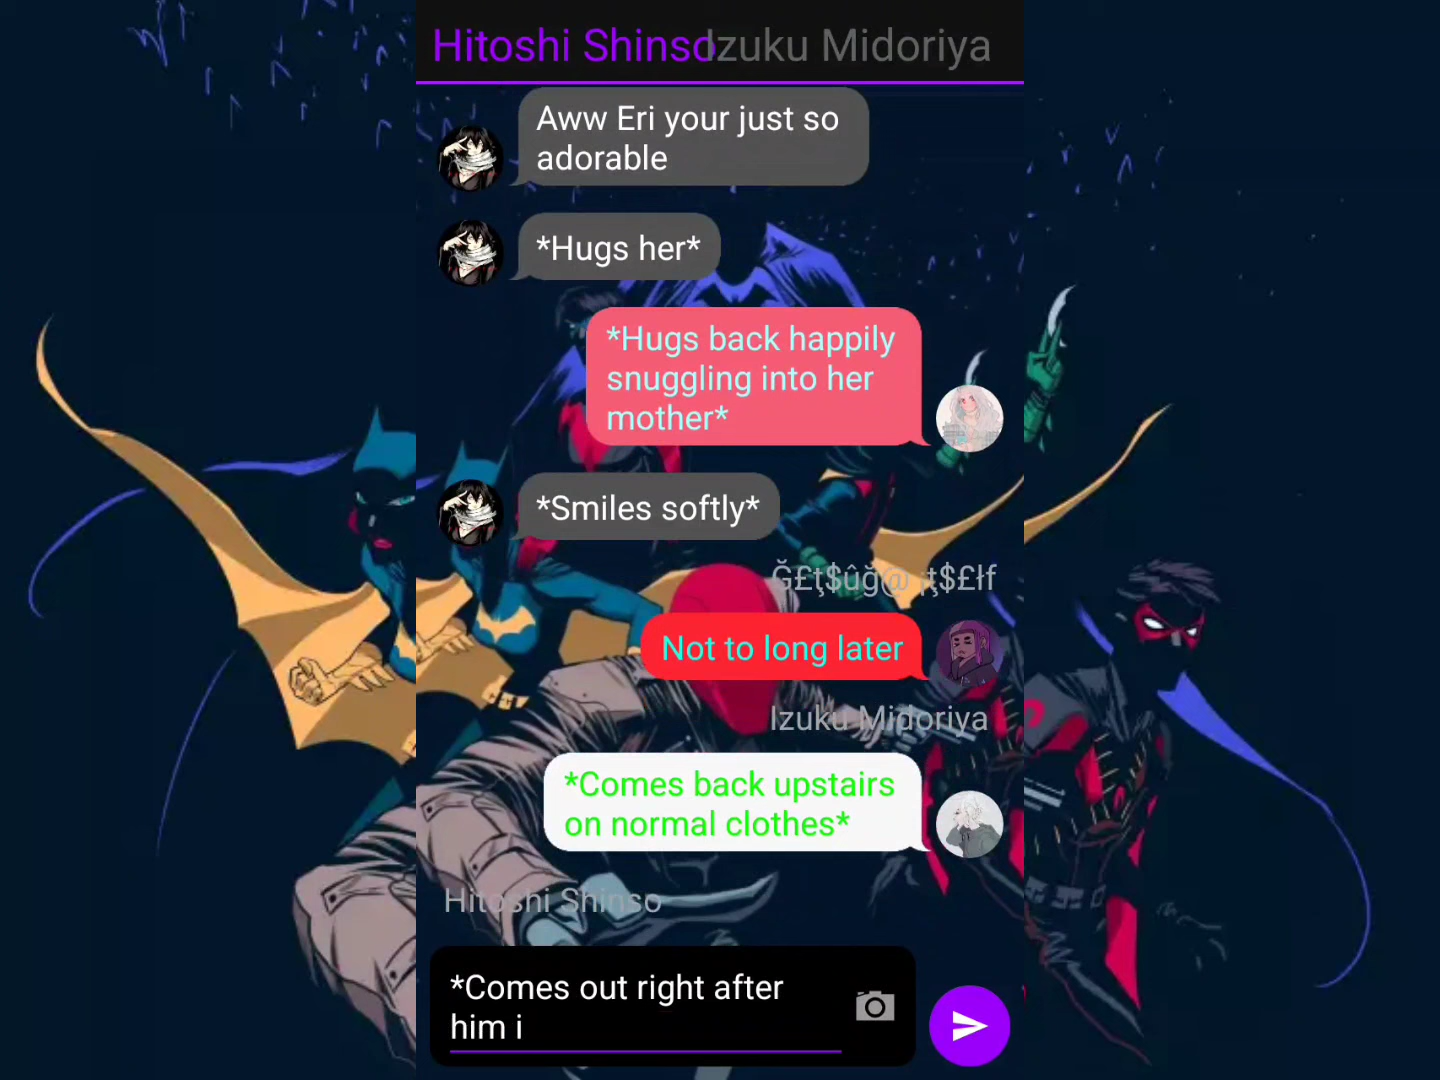 Hitoshi Shinso Izuku Midoriya
Aww Eri your just so
adorable
*Hugs her*
*Hugs back happily
snuggling into her
mother*
*Smiles softly*
Not to long later
Izuku Midoriya
*Comes back upstairs
on normal clothes*
Hitoshi Shinso
*Comes out right after
him i